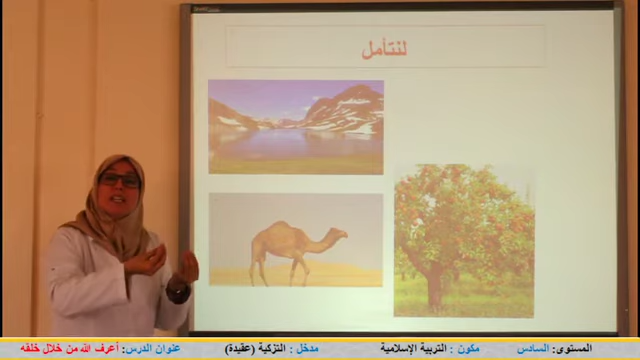 لنتأمل
المستوى: السادس مكون : التربية الإسلامية مدخل : التزكية (عقيدة) عنوان الدرس: أعرف الله من خلال خلقه